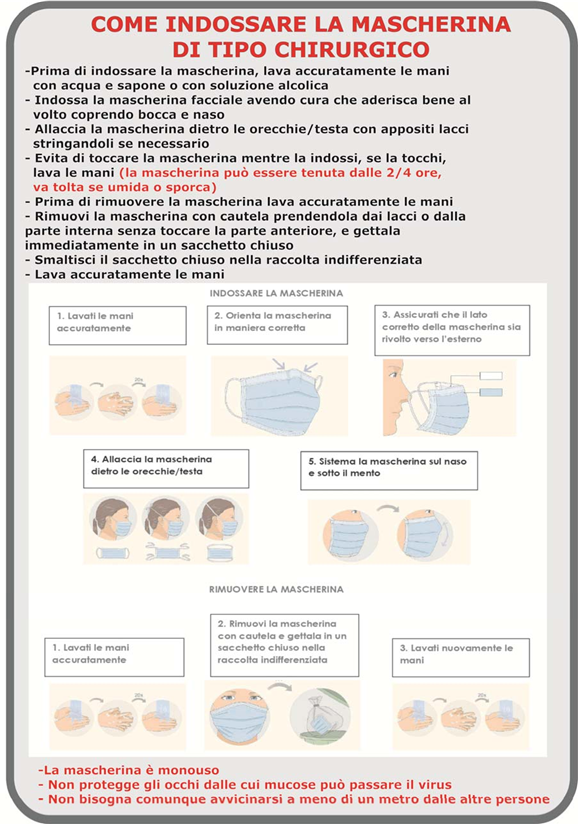 COME INDOSSARE LA MASCHERINA
DI TIPO CHIRURGICO
-Prima di indossare la mascherina, lava accuratamente le mani
con acqua e sapone o con soluzione alcolica
- Indossa la mascherina facciale avendo cura che aderisca bene al
volto coprendo bocca e naso
- Allaccia la mascherina dietro le orecchie/testa con appositi lacci
stringandoli se necessario
- Evita di toccare la mascherina mentre la indossi, se la tocchi,
lava le mani (la mascherina può essere tenuta dalle 2/4 ore,
va tolta se umida o sporca)
- Prima di rimuovere la mascherina lava accuratamente le mani
- Rimuovi la mascherina con cautela prendendola dai lacci o dalla
parte interna senza toccare la parte anteriore, e gettala
immediatamente in un sacchetto chiuso
- Smaltisci il sacchetto chiuso nella raccolta indifferenziata
- Lava accuratamente le mani
INDOSSARE LA MASCHERINA
1. Lavati le mani
accuratamente
2. Orienta la mascherina
in maniera corretta
3. Assicurati che il lato
corretto della mascherina sia
rivolto verso l'esterno
4. Allaccia la mascherina
dietro le orecchie/testa
5. Sistema la mascherina sul naso
e sotto il mento
RIMUOVERE LA MASCHERINA
1. Lavati le mani
accuratamente
2. Rimuovi la mascherina
con cautela e gettala in un
sacchetto chiuso nella
raccolta indifferenziata
3. Lavati nuovamente le
mani
-La mascherina è monouso
- Non protegge gli occhi dalle cui mucose può passare il virus
- Non bisogna comunque avvicinarsi a meno di un metro dalle altre persone